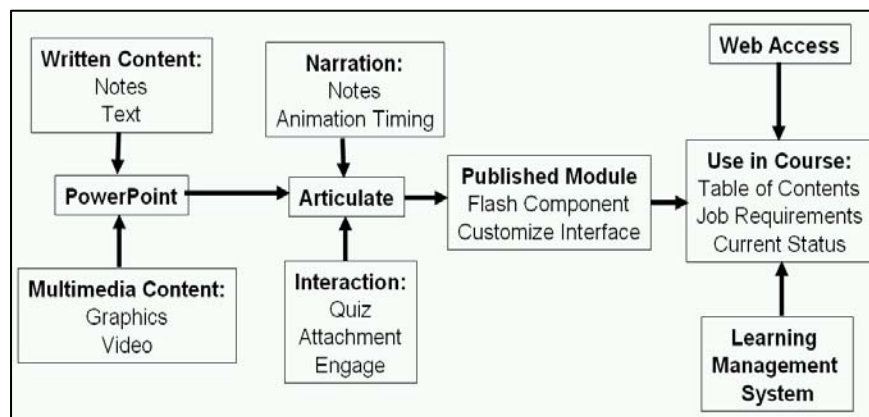 Written Content:
Notes
Text
Narration:
Notes
Animation Timing
Web Access
PowerPoint
Articulate
Published Module
Flash Component
Customize Interface
Use in Course:
Table of Contents
Job Requirements
Current Status
Multimedia Content:
Graphics
Video
Interaction:
Quiz
Attachment
Engage
Learning
Management
System